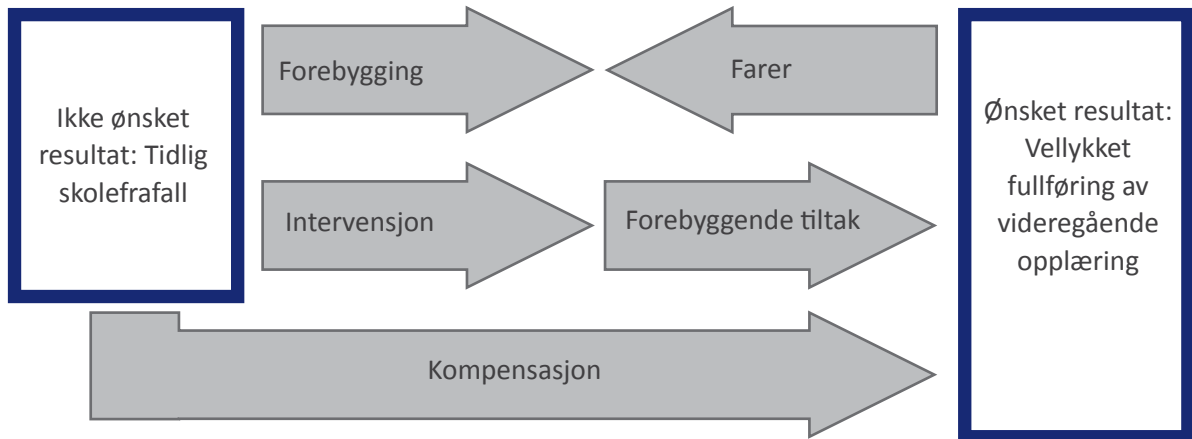 Ikke ønsket
resultat: Tidlig
skolefrafall
Forebygging
Farer
Intervensjon
Forebyggende tiltak
Kompensasjon
Ønsket resultat:
Vellykket
fullføring av
videregående
opplæring